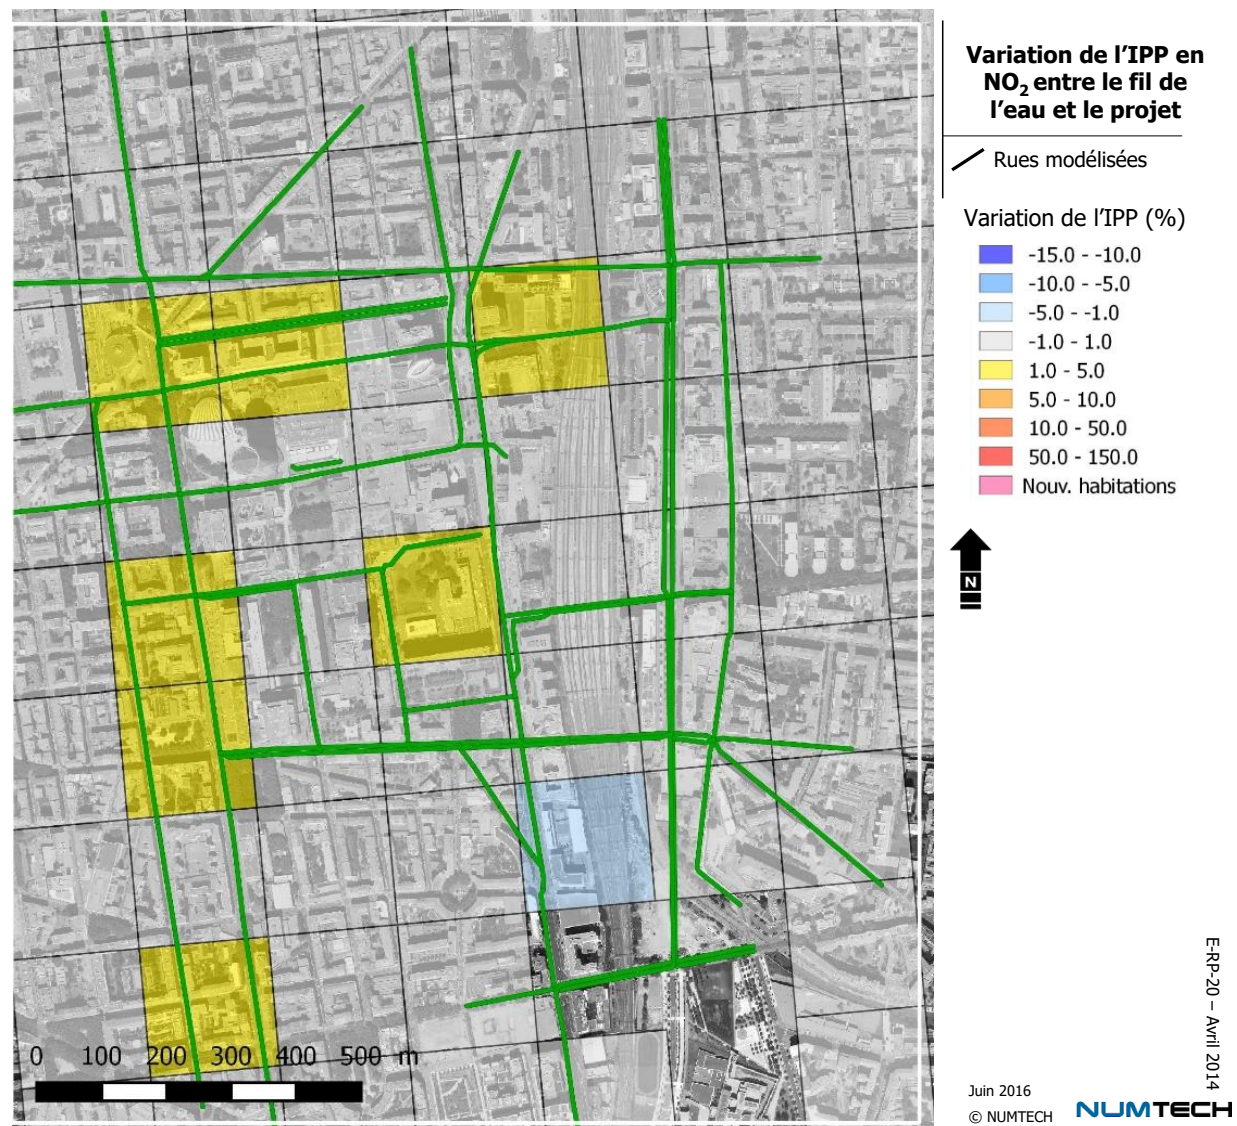 Variation de l'IPP en
NO₂ entre le fil de
l'eau et le projet
Rues modélisées
Variation de l'IPP (%)
-15.0 - -10.0
-10.0 - -5.0
-5.0 - -1.0
-1.0 - 1.0
1.0 - 5.0
5.0 - 10.0
10.0 - 50.0
50.0 - 150.0
Nouv. habitations
N
0 100 200 300 400 500 m
E-RP-20 – Avril 2014
Juin 2016
© NUMTECH
NUMTECH